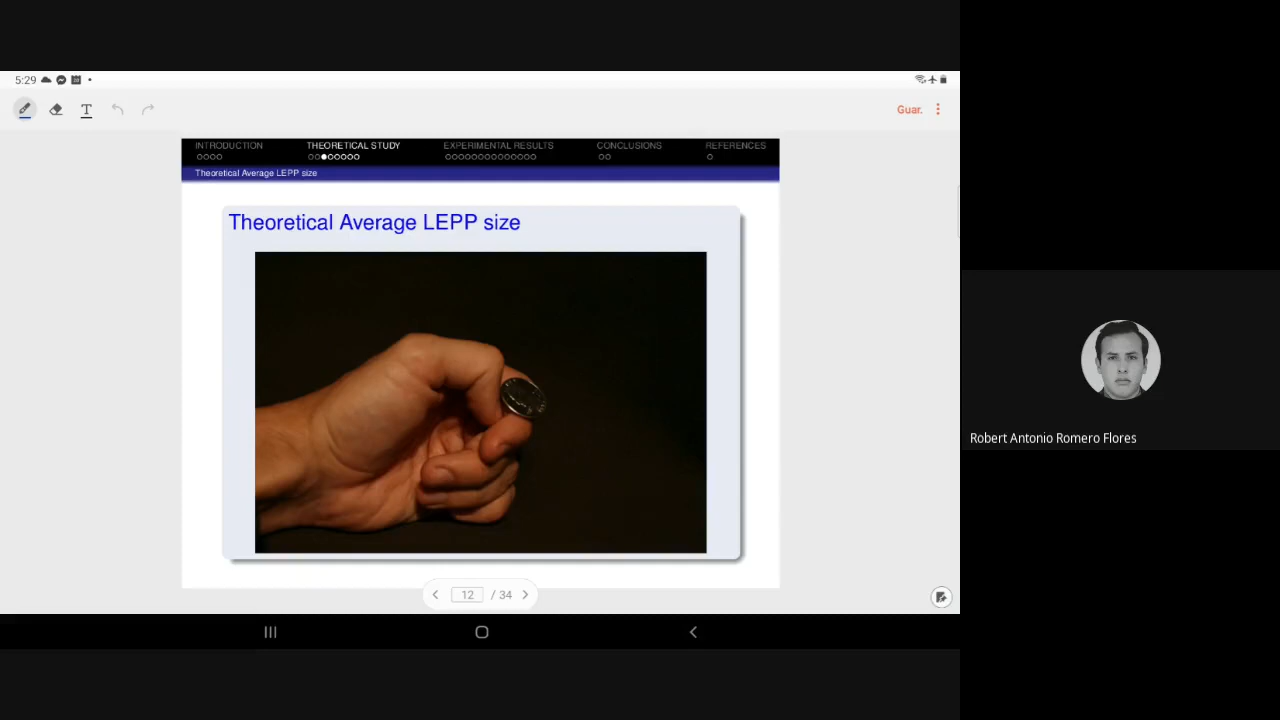 5:29
T
Guar.
INTRODUCTION THEORETICAL STUDY EXPERIMENTAL RESULTS CONCLUSIONS REFERENCES
Theoretical Average LEPP size
Theoretical Average LEPP size
12 / 34
Robert Antonio Romero Flores